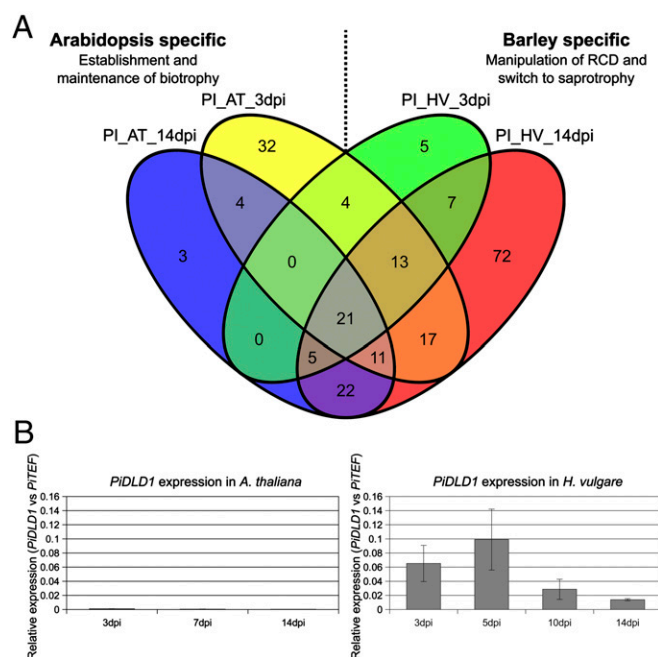 A
Arabidopsis specific
Establishment and
maintenance of biotrophy
Barley specific
Manipulation of RCD and
switch to saprotrophy
PI_AT_3dpi
PI_HV_3dpi
PI_AT_14dpi
PI_HV_14dpi
32
5
4
4
7
3
0
13
72
21
0
17
5
11
22
B
PiDLD1 expression in A. thaliana
Relative expression (PiDLD1 vs PiTEF)
0.16
0.14
0.12
0.1
0.08
0.06
0.04
0.02
0
3dpi
7dpi
14dpi
PiDLD1 expression in H. vulgare
Relative expression (PiDLD1 vs PiTEF)
0.16
0.14
0.12
0.1
0.08
0.06
0.04
0.02
0
3dpi
5dpi
10dpi
14dpi